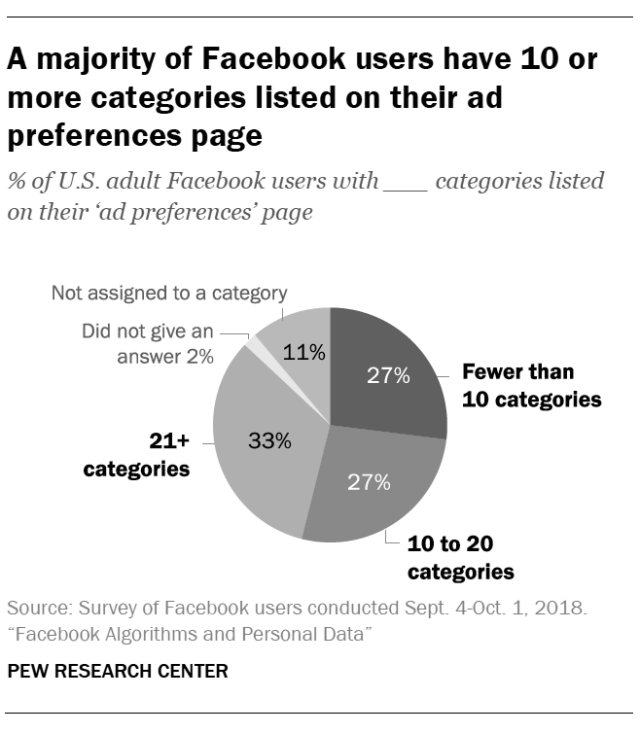 A majority of Facebook users have 10 or
more categories listed on their ad
preferences page
% of U.S. adult Facebook users with ___ categories listed
on their ‘ad preferences’ page
Not assigned to a category
Did not give an
answer 2%
11%
27%
Fewer than
10 categories
21+
categories
33%
27%
10 to 20
categories
Source: Survey of Facebook users conducted Sept. 4-Oct. 1, 2018.
“Facebook Algorithms and Personal Data”
PEW RESEARCH CENTER